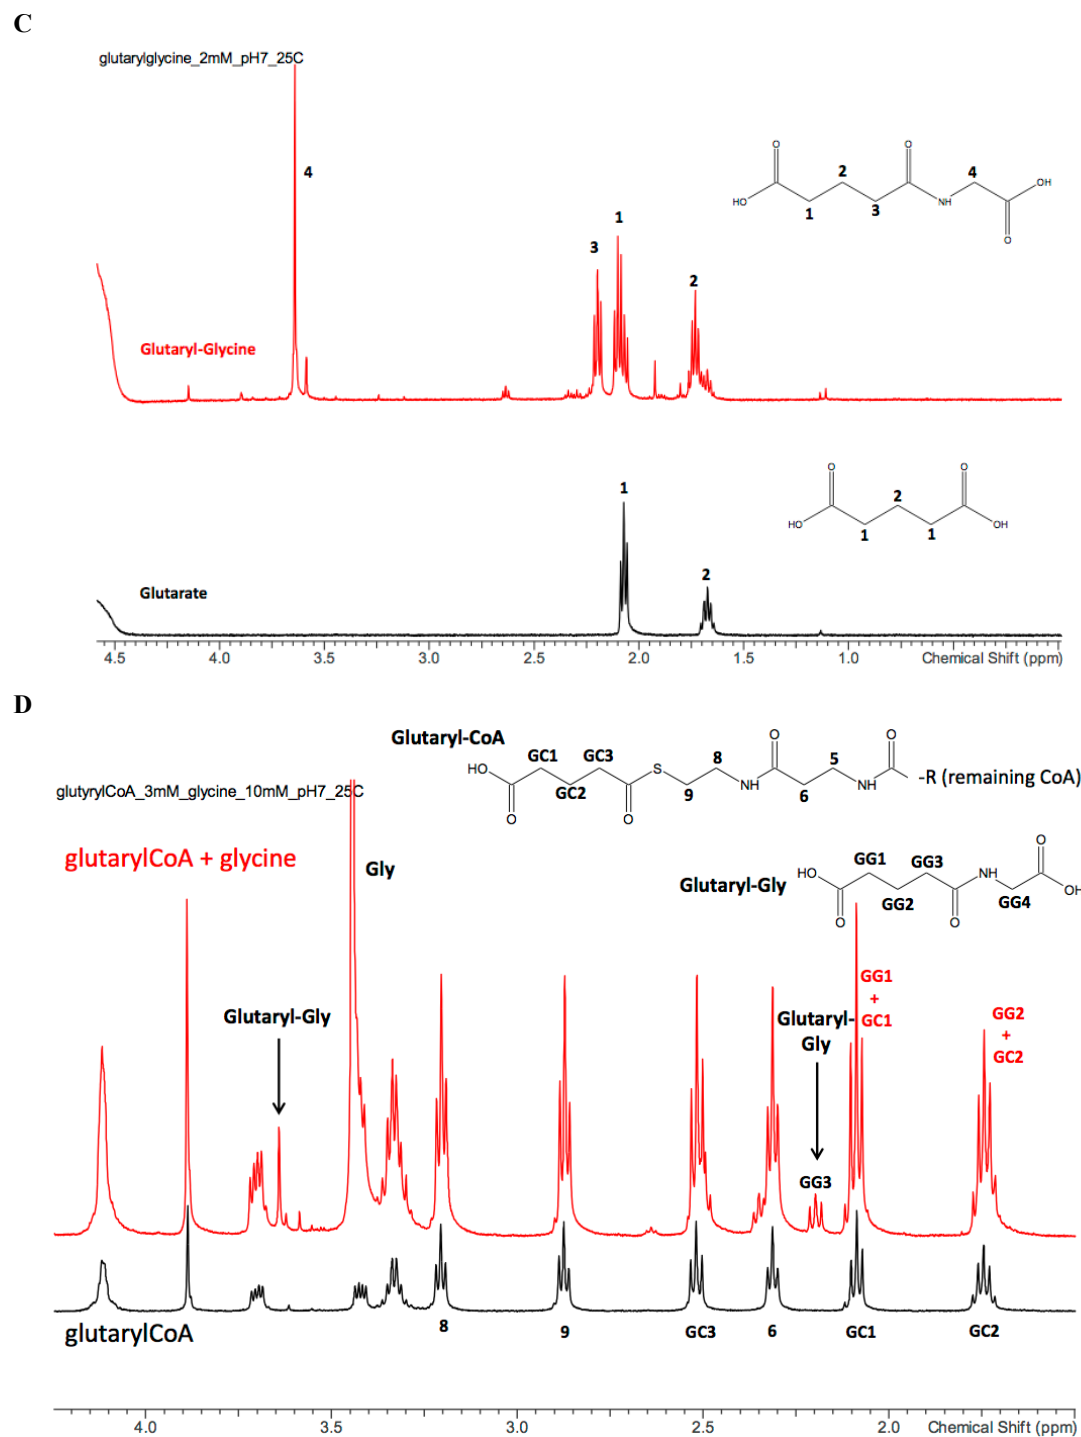 C
glutarylglycine_2mM_pH7_25C
4
O
O
2
4
HO
1
3
NH
OH
O
1
3
2
Glutaryl-Glycine
O
O
2
HO
1
1
OH
1
2
Glutarate
4.5 4.0 3.5 3.0 2.5 2.0 1.5 1.0 Chemical Shift (ppm)
D
Glutaryl-CoA
O
O
GC1 GC3
8
5
HO
S
NH
NH
-R (remaining CoA)
GC2
9
6
O
O
glutyrylCoA_3mM_glycine_10mM_pH7_25C
glutarylCoA + glycine
Gly
O
GG1 GG3
HO
NH
OH
Glutaryl-Gly
GG2
GG4
O
O
GG1
+
GC1
Glutaryl-Gly
Glutaryl-
Gly
GG2
+
GC2
GG3
glutarylCoA
8 9 GC3 6 GC1 GC2
4.0 3.5 3.0 2.5 2.0 Chemical Shift (ppm)